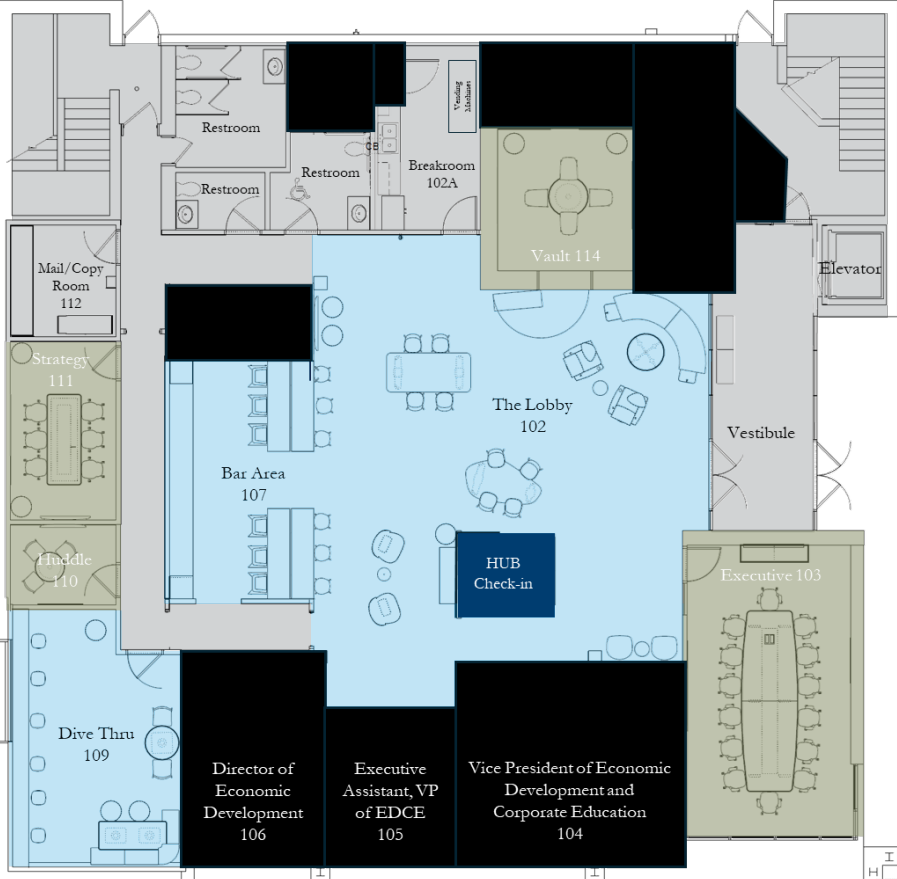 Restroom
Restroom
Restroom
CB
Vending
Machines
Breakroom
102A
Vault 114
Elevator
Mail/Copy
Room
112
Strategy
111
The Lobby
102
Vestibule
Bar Area
107
Huddle
110
HUB
Check-in
Executive 103
Dive Thru
109
Director of
Economic
Development
106
Executive
Assistant, VP
of EDCE
105
Vice President of Economic
Development and
Corporate Education
104
H